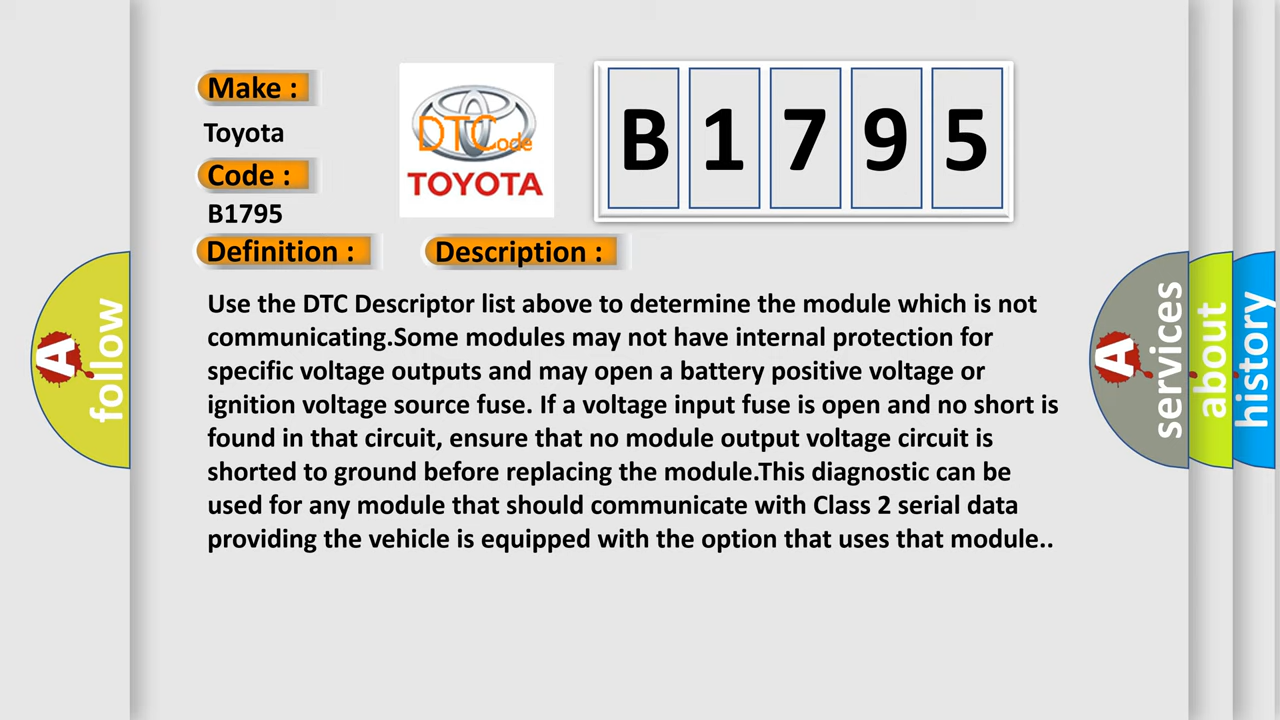 Make :
Toyota
Code :
B1795
DTCode
TOYOTA
B 1 7 9 5
Definition :
Description :
Use the DTC Descriptor list above to determine the module which is not
communicatingSome modules may not have internal protection for
specific voltage outputs and may open a battery positive voltage or
ignition voltage source fuse. If a voltage input fuse is open and no short is
found in that circuit, ensure that no module output voltage circuit is
shorted to ground before replacing the module.This diagnostic can be
used for any module that should communicate with Class 2 serial data
providing the vehicle is equipped with the option that uses that module..
A
follow
A
services
about
history